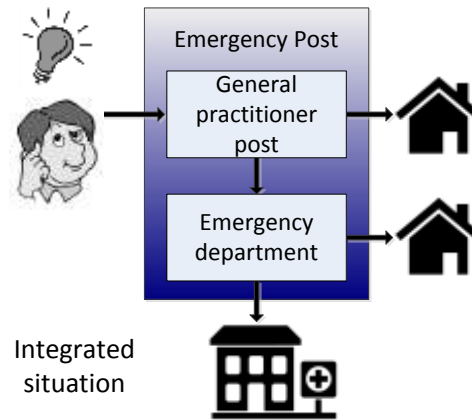 Emergency Post
General
practitioner
post
Emergency
department
Integrated
situation